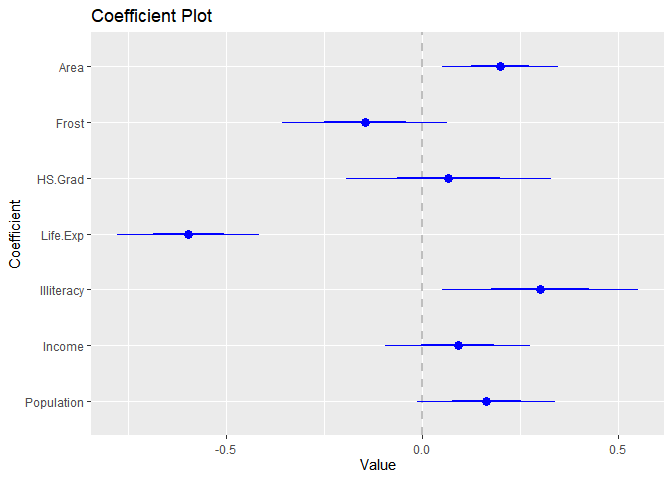 Coefficient Plot
Coefficient
Area
Frost
HS.Grad
Life.Exp
Illiteracy
Income
Population
-0.5
0.0
0.5
Value